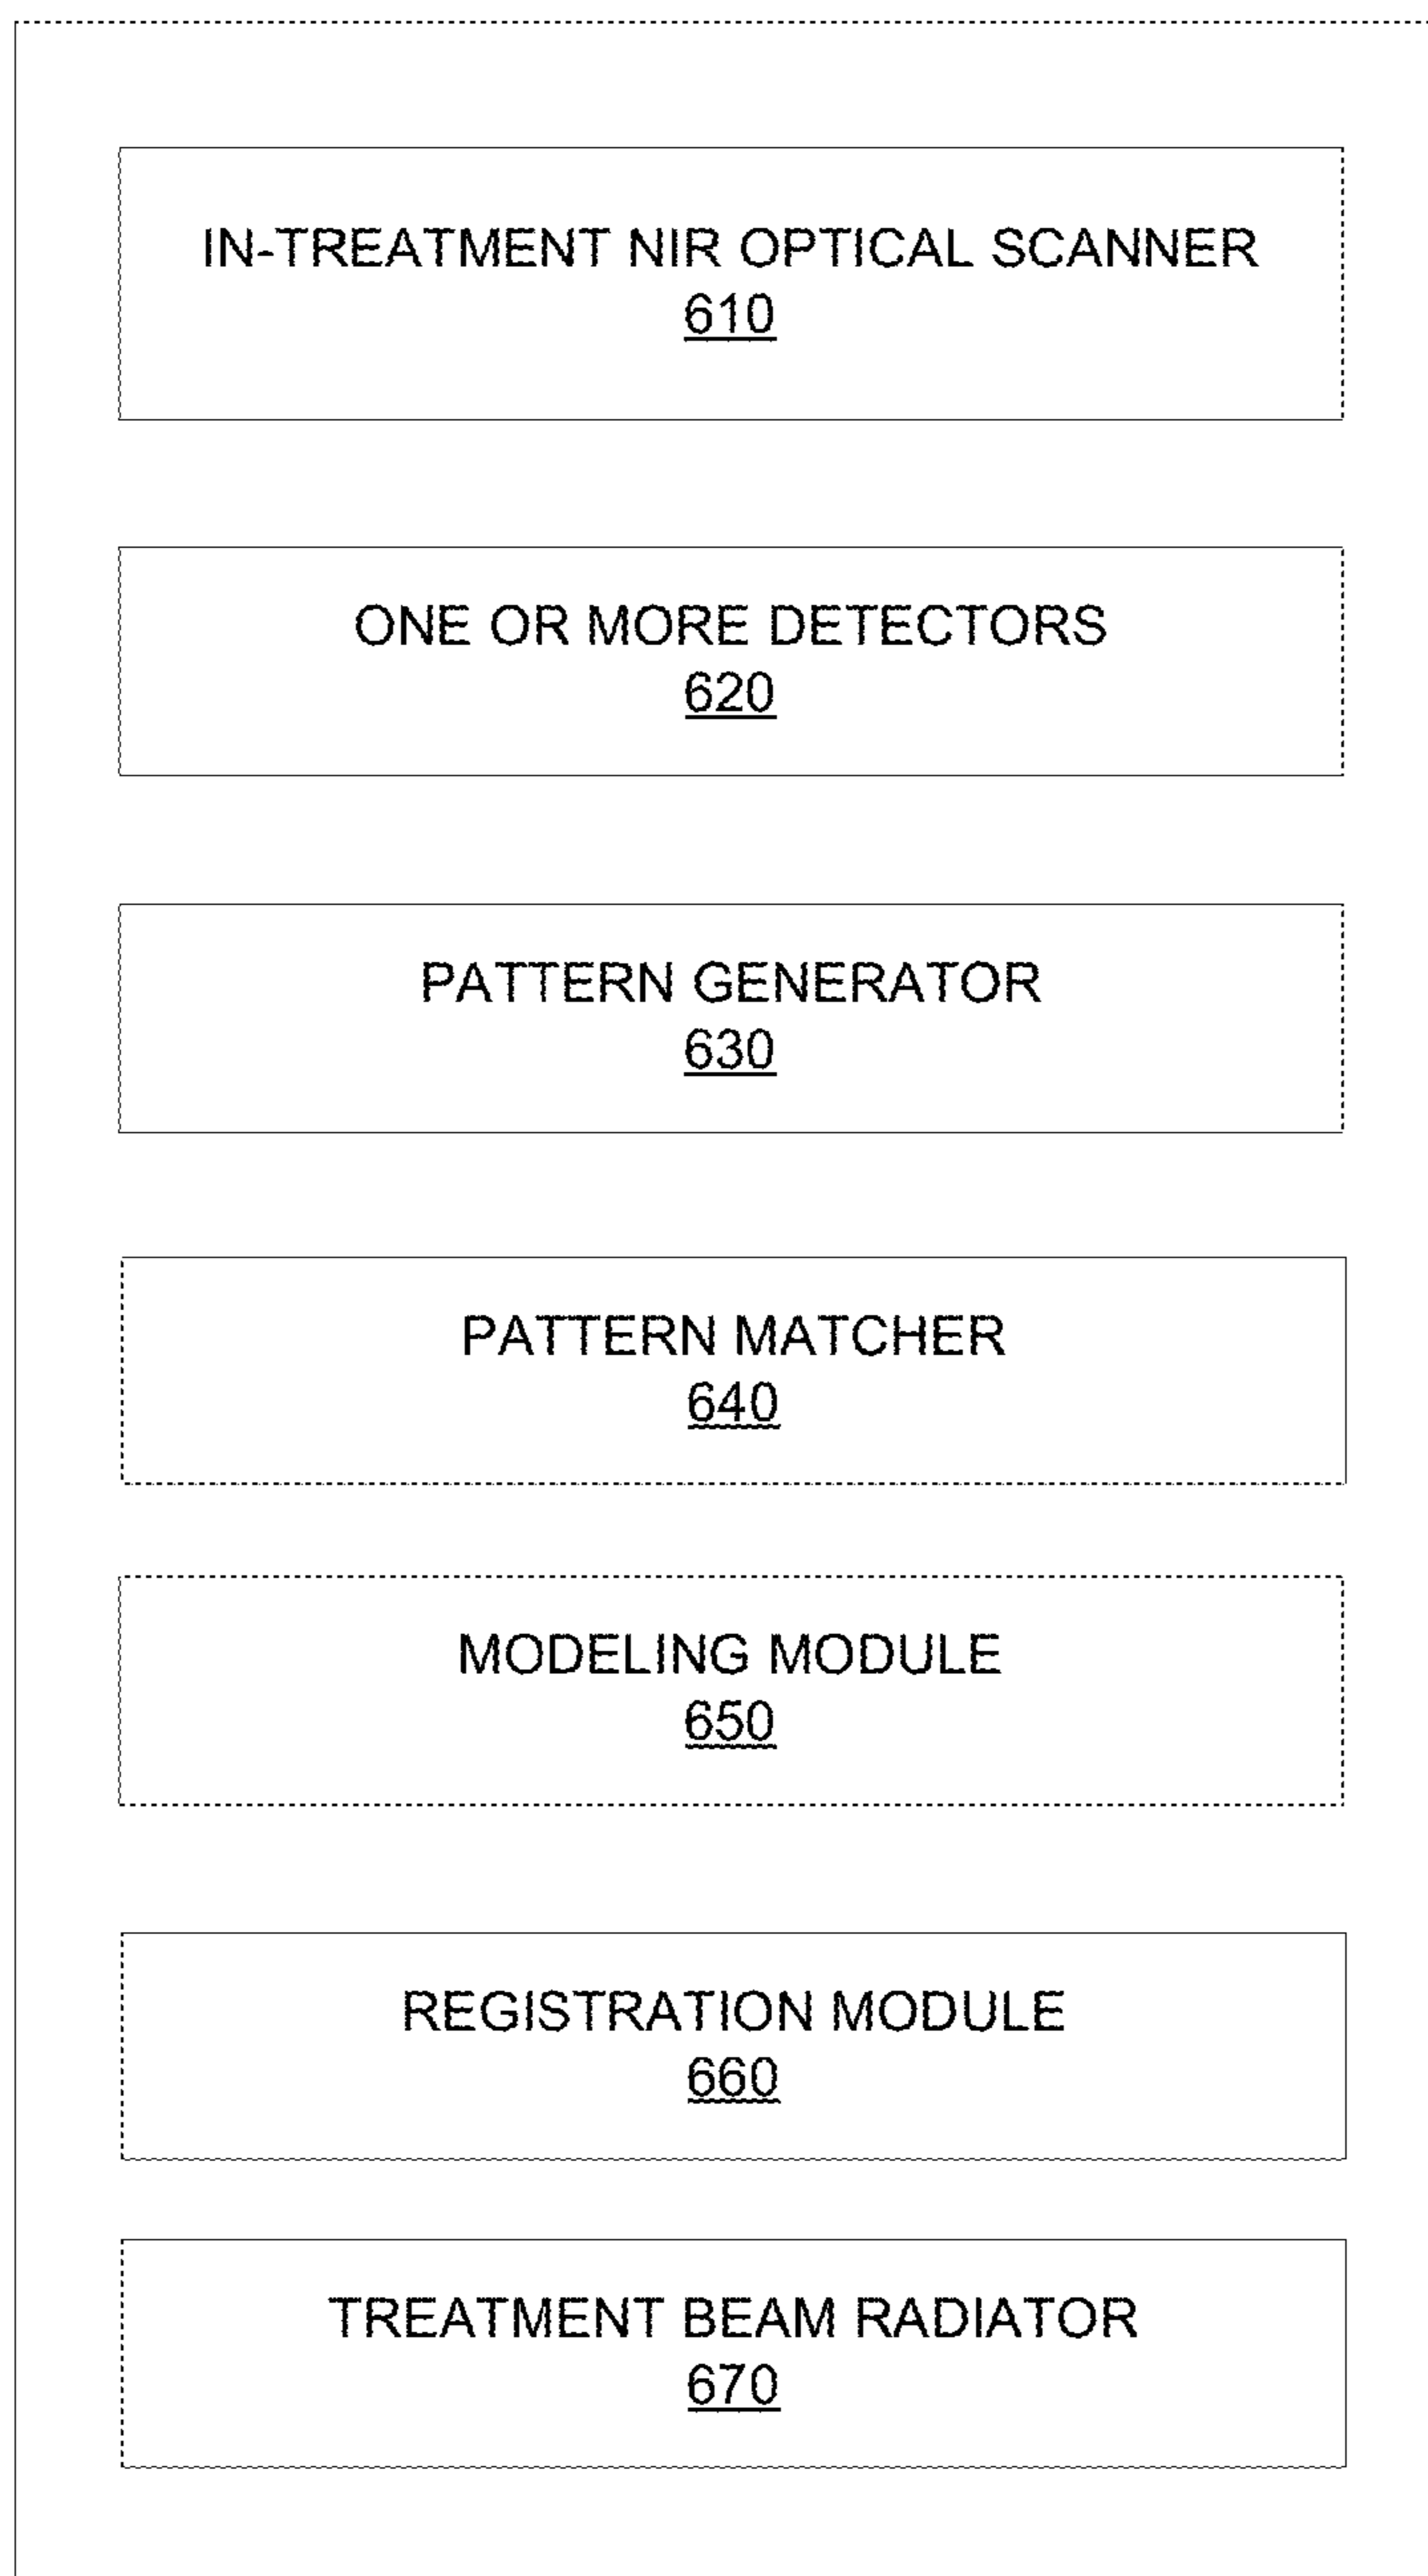 IN-TREATMENT NIR OPTICAL SCANNER
610
ONE OR MORE DETECTORS
620
PATTERN GENERATOR
630
PATTERN MATCHER
640
MODELING MODULE
650
REGISTRATION MODULE
660
TREATMENT BEAM RADIATOR
670